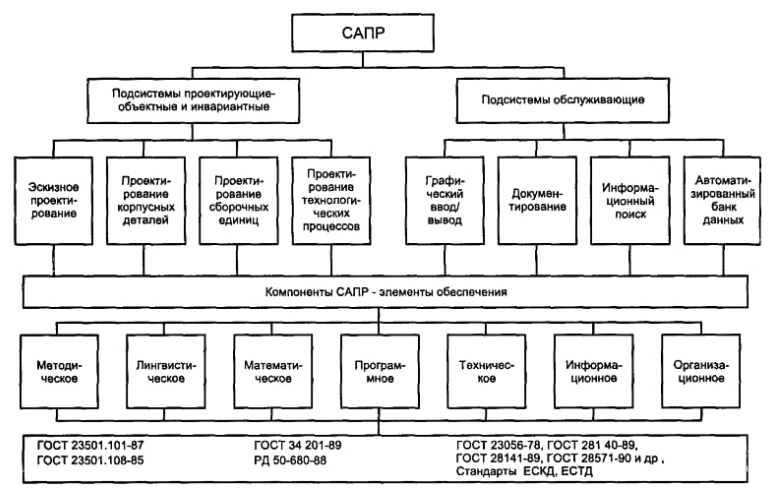 САПР
Подсистемы проектирующие-
объектные и инвариантные
Подсистемы обслуживающие
Эскизное
проекти-
рование
Проекти-
рование
корпусных
деталей
Проекти-
рование
сборочных
единиц
Проекти-
рование
технологи-
ческих
процессов
Графи-
ческий
ввод/
вывод
Докумен-
тирование
Информа-
ционный
поиск
Автомати-
зированный
банк
данных
Компоненты САПР - элементы обеспечения
Методи-
ческое
Лингвисти-
ческое
Математи-
ческое
Програм-
мное
Техничес-
кое
Информа-
ционное
Организа-
ционное
ГОСТ 23501.101-87
ГОСТ 23501.108-85
ГОСТ 34 201-89
РД 50-680-88
ГОСТ 23056-78, ГОСТ 281 40-89,
ГОСТ 28141-89, ГОСТ 28571-90 и др ,
Стандарты ЕСКД, ЕСТД